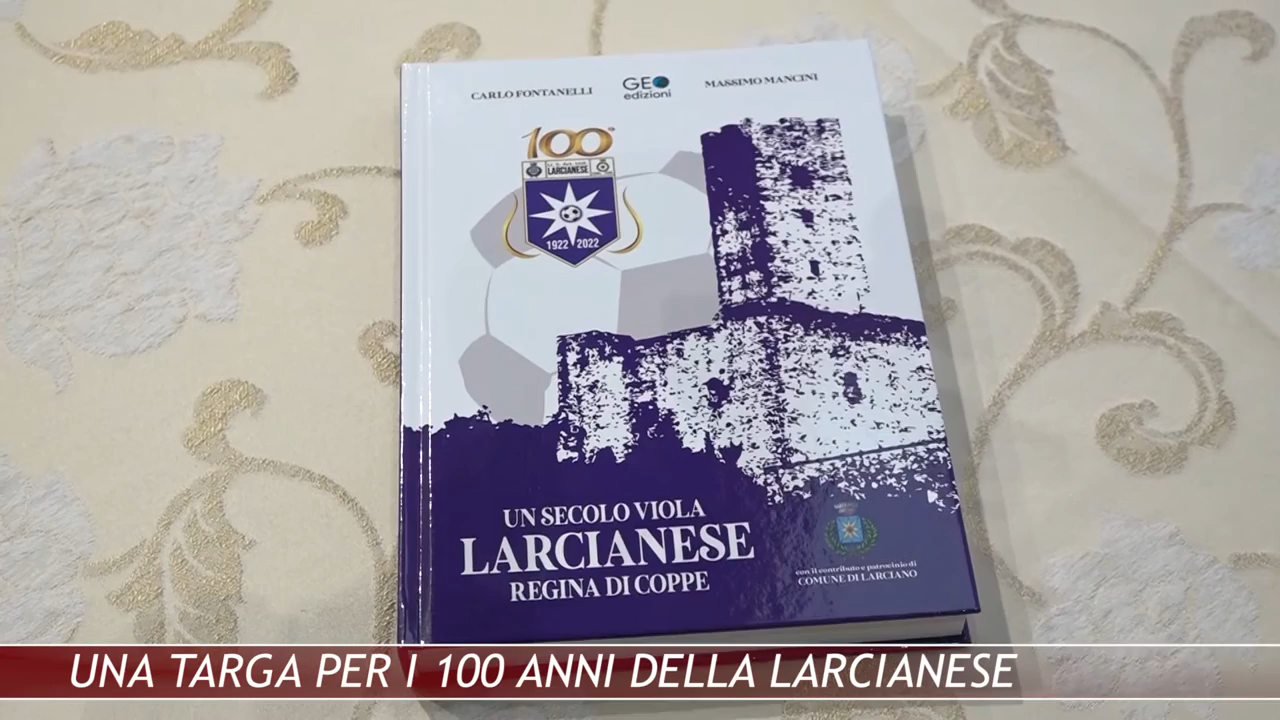 CARLO FONTANELLI
GEO
edizioni
MASSIMO MANCINI
100°
LARCIANESE
1922 2022
UN SECOLO VIOLA
LARCIANESE
REGINA DI COPPE
con il contributo e patrocinio di
COMUNE DI LARCIANO
UNA TARGA PER I 100 ANNI DELLA LARCIANESE